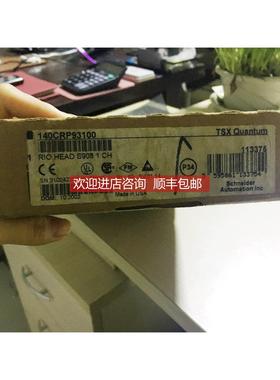 140CRP93100
TSX Quantum
RIO HEAD S908 1 CH
113376
P34
欢迎进店咨询 顺丰包邮
Schneider
Automation Inc
Made in USA